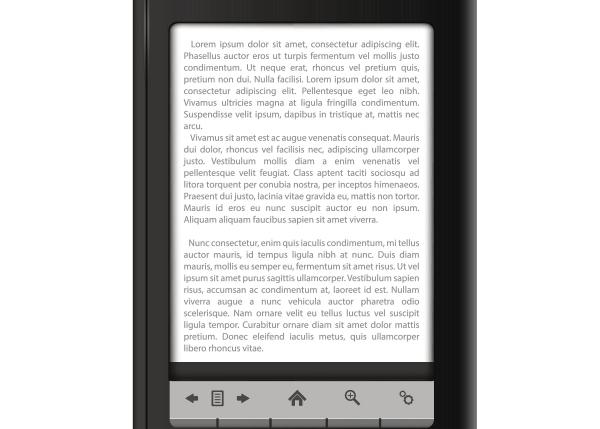 Lorem ipsum dolor sit amet, consectetur adipiscing elit.
Phasellus auctor eros ut turpis fermentum vel mollis justo
condimentum. Ut neque erat, rhoncus vel pretium quis,
pretium non dui. Nulla facilisi. Lorem ipsum dolor sit amet,
consectetur adipiscing elit. Pellentesque eget leo nibh.
Vivamus ultricies magna at ligula fringilla condimentum.
Suspendisse velit ipsum, dapibus in tristique at, mattis nec
arcu.
Vivamus sit amet est ac augue venenatis consequat. Mauris
dui dolor, rhoncus vel facilisis nec, adipiscing ullamcorper
justo. Vestibulum mollis diam a enim venenatis vel
pellentesque velit feugiat. Class aptent taciti sociosqu ad
litora torquent per conubia nostra, per inceptos himenaeos.
Praesent dui justo, lacinia vitae gravida eu, mattis non tortor.
Mauris id eros eu nunc suscipit auctor eu non ipsum.
Aliquam aliquam faucibus sapien sit amet viverra.
Nunc consectetur, enim quis iaculis condimentum, mi tellus
auctor mauris, id tempus ligula nibh at nunc. Duis diam
mauris, mollis eu semper eu, fermentum sit amet risus. Ut vel
ipsum sit amet purus sagittis ullamcorper. Vestibulum sapien
risus, accumsan ac condimentum at, laoreet id est. Nullam
viverra augue a nunc vehicula auctor pharetra odio
scelerisque. Nam ornare velit eu tellus luctus vel suscipit
ligula tempor. Curabitur ornare diam sit amet dolor mattis
pretium. Donec eleifend iaculis metus, quis ullamcorper
libero rhoncus vitae.